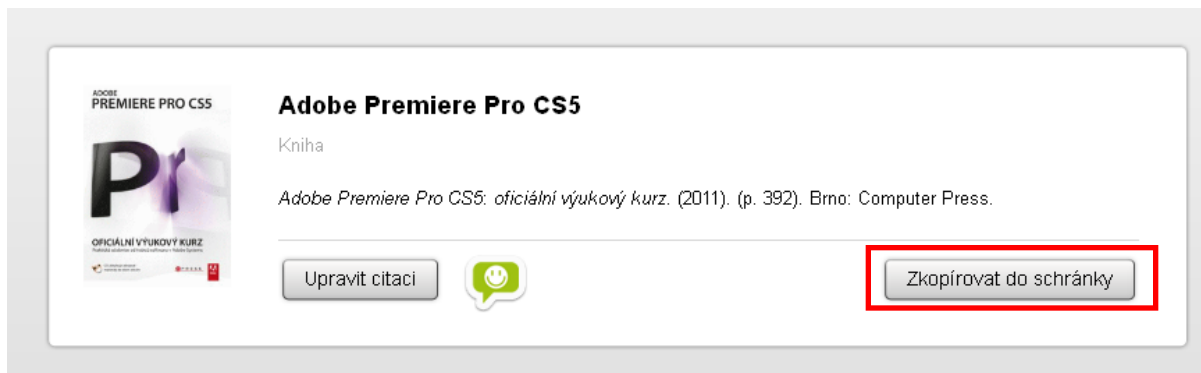 ADOBE
PREMIERE PRO CS5
Pr
OFICIÁLNÍ VÝUKOVÝ KURZ
Adobe Premiere Pro CS5
Kniha
Adobe Premiere Pro CS5: oficiální výukový kurz. (2011). (p. 392). Brno: Computer Press.
Upravit citaci
Zkopírovat do schránky